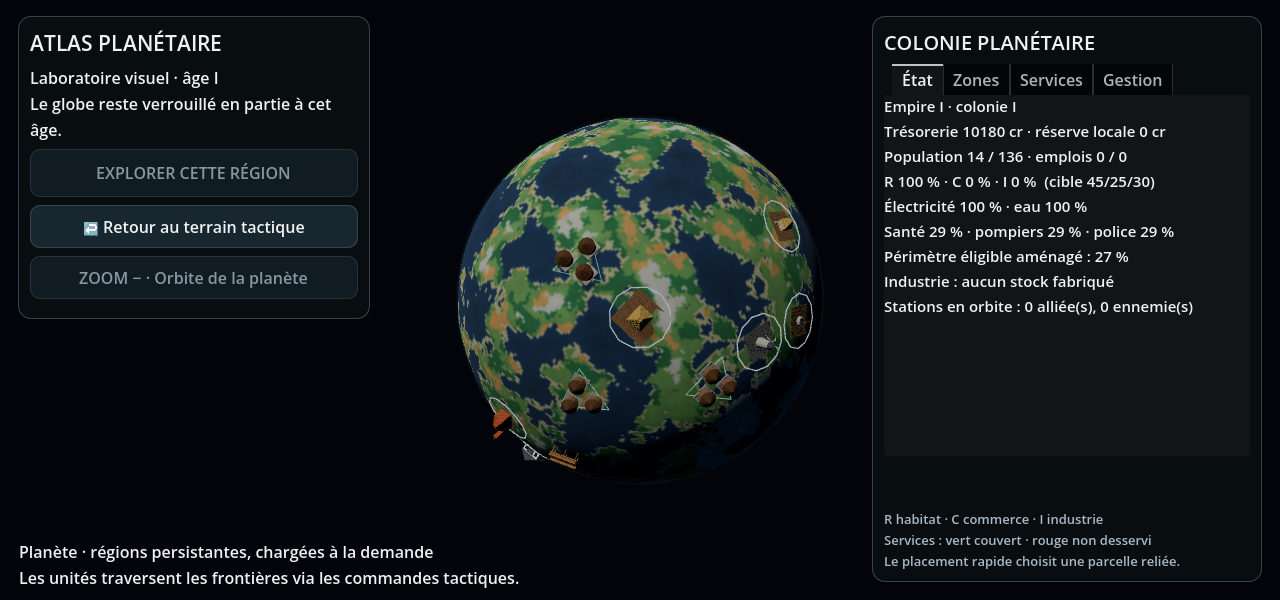 ATLAS PLANÉTAIRE
Laboratoire visuel · âge I
Le globe reste verrouillé en partie à cet
âge.
EXPLORER CETTE RÉGION
Retour au terrain tactique
ZOOM − · Orbite de la planète
Planète · régions persistantes, chargées à la demande
Les unités traversent les frontières via les commandes tactiques.
COLONIE PLANÉTAIRE
État Zones Services Gestion
Empire I · colonie I
Trésorerie 10180 cr · réserve locale 0 cr
Population 14 / 136 · emplois 0 / 0
R 100 % · C 0 % · I 0 % (cible 45/25/30)
Électricité 100 % · eau 100 %
Santé 29 % · pompiers 29 % · police 29 %
Périmètre éligible aménagé : 27 %
Industrie : aucun stock fabriqué
Stations en orbite : 0 alliée(s), 0 ennemie(s)
R habitat · C commerce · I industrie
Services : vert couvert · rouge non desservi
Le placement rapide choisit une parcelle reliée.